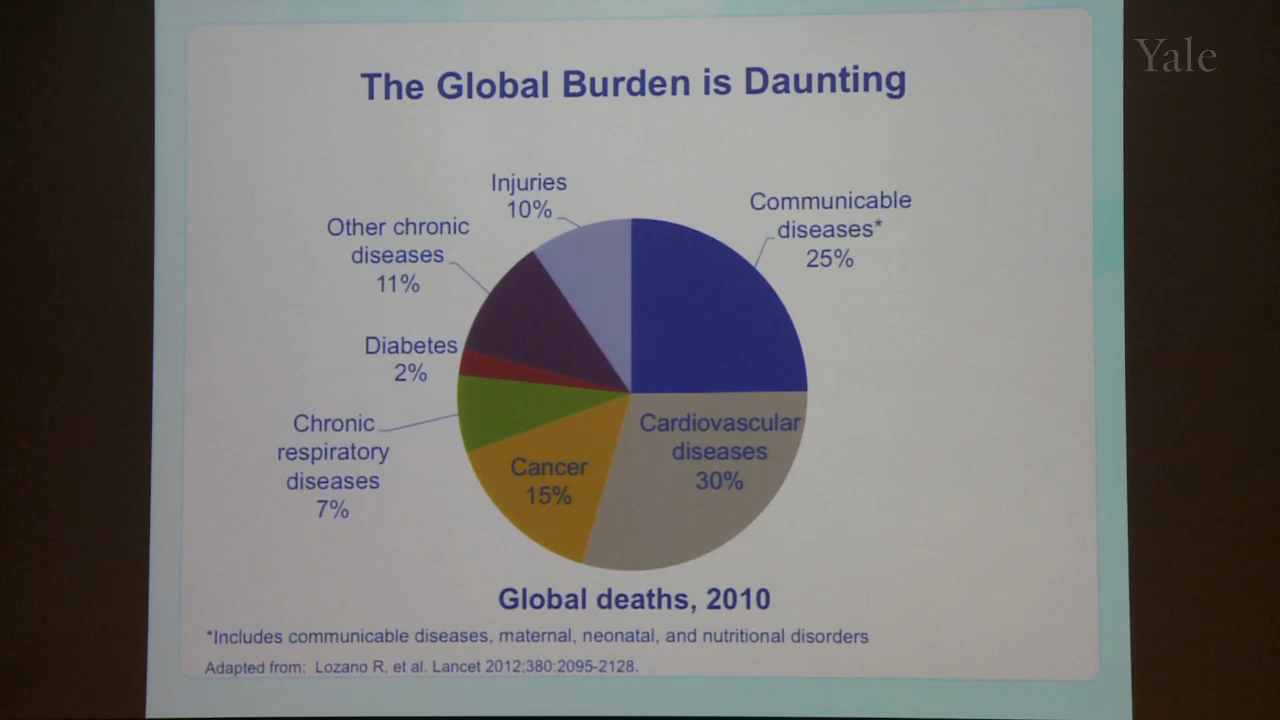 Yale
The Global Burden is Daunting
Injuries
10%
Communicable
diseases*
25%
Other chronic
diseases
11%
Diabetes
2%
Chronic
respiratory
diseases
7%
Cancer
15%
Cardiovascular
diseases
30%
Global deaths, 2010
*Includes communicable diseases, maternal, neonatal, and nutritional disorders
Adapted from: Lozano R, et al. Lancet 2012;380:2095-2128.